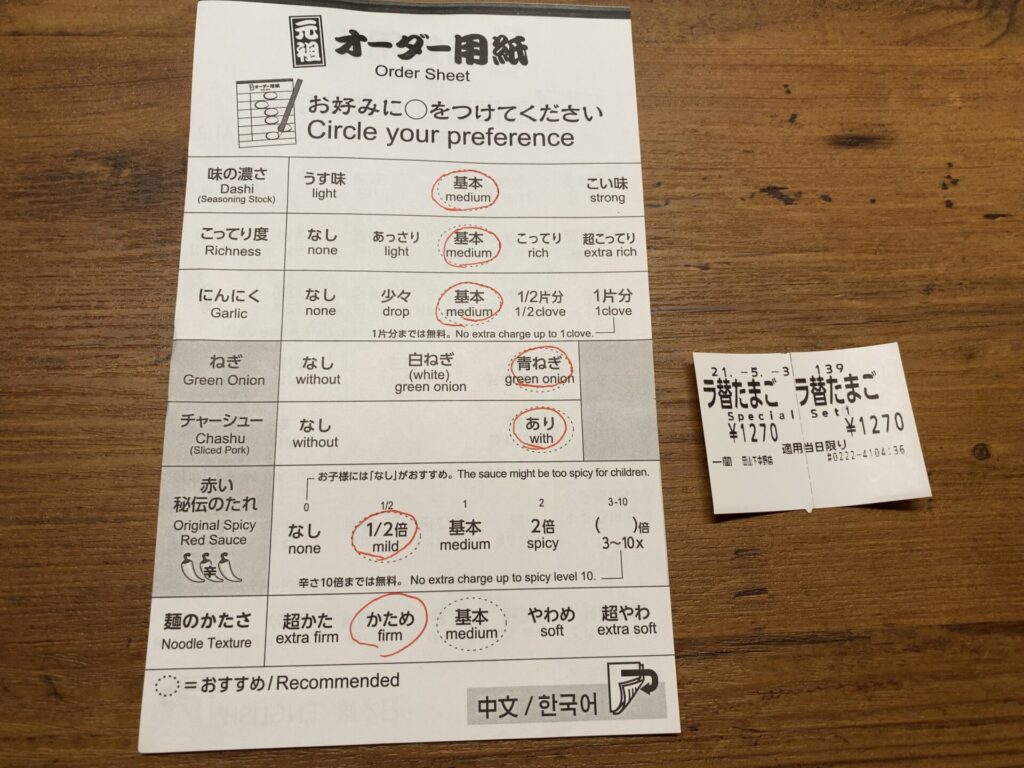 元祖 オーダー用紙
Order Sheet
お好みに○をつけてください
Circle your preference
味の濃さ
Dashi
(Seasoning Stock)
うす味
light
基本
medium
こい味
strong
こってり度
Richness
なし
none
あっさり
light
基本
medium
こってり
rich
超こってり
extra rich
にんにく
Garlic
なし
none
少々
drop
基本
medium
1/2片分
1/2clove
1片分
1clove
1片分までは無料。No extra charge up to 1clove.
ねぎ
Green Onion
なし
without
白ねぎ
(white)
green onion
青ねぎ
green onion
チャーシュー
Chashu
(Sliced Pork)
なし
without
あり
with
赤い
秘伝のたれ
Original Spicy
Red Sauce
辛
お子様には「なし」がおすすめ。The sauce might be too spicy for children.
0
なし
none
1/2
1/2倍
mild
1
基本
medium
2
2倍
spicy
3-10
( )倍
3~10x
辛さ10倍までは無料。No extra charge up to spicy level 10.
麺のかたさ
Noodle Texture
超かた
extra firm
かため
firm
基本
medium
やわめ
soft
超やわ
extra soft
=おすすめ/Recommended
中文 / 한국어
21.-5.-3 139
ラ替たまご ラ替たまご
Special Set1
¥1270 ¥1270
適用当日限り
一蘭
#0222-4104:36